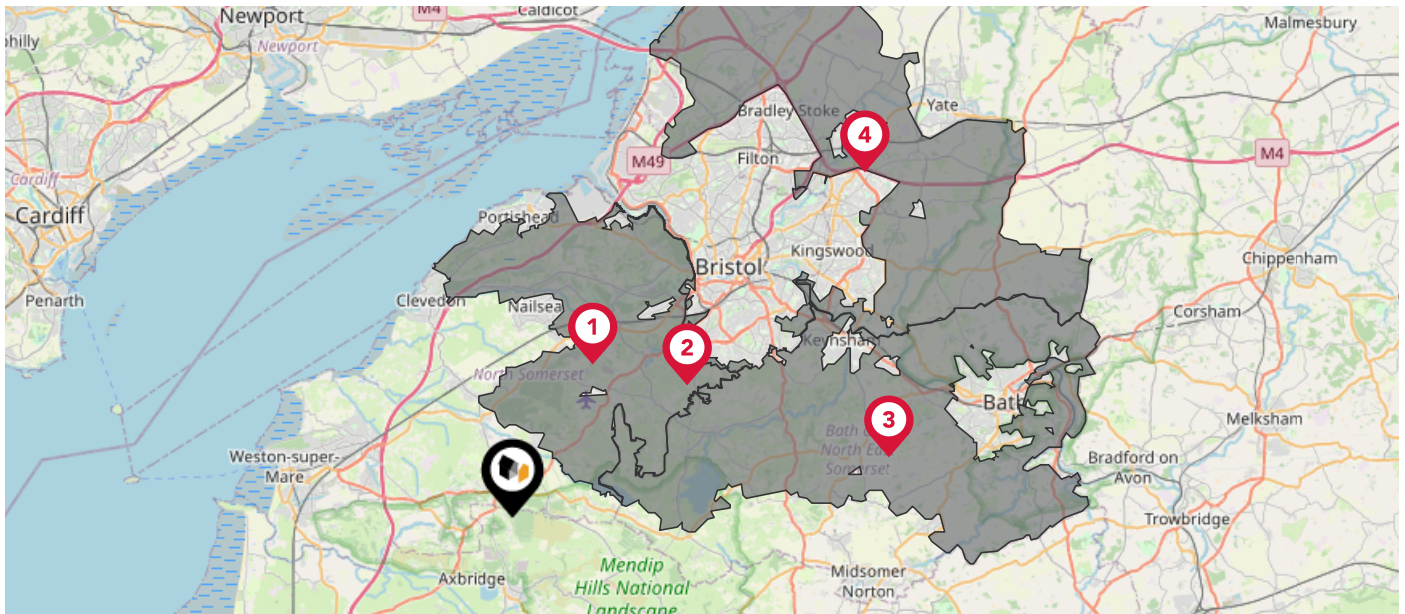 M4
Caldicot
Newport
Newport
Malmesbury
philly
Bradley Stoke
Yate
4
M49
Filton
M4
Cardiff
Cardiff
Portishead
Kingswood
Bristol
Chippenham
Penarth
Clevedon
Nailsea
Corsham
1
2
Keynsham
North Somerset
Bath
3
Melksham
Bath
North East
Somerset
Weston-super-
Mare
Bradford on
Avon
Trowbridge
Mendip
Hills National
Landscape
Axbridge
Midsomer
Norton